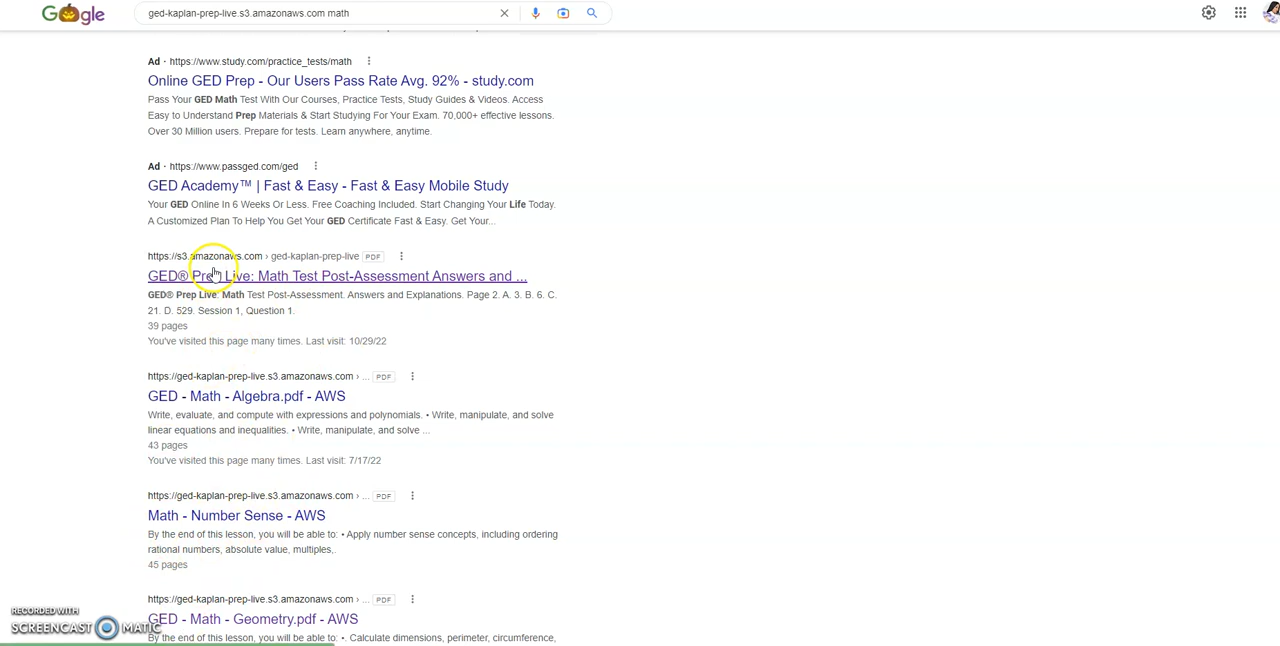 Google
ged-kaplan-prep-live.s3.amazonaws.com math
Ad · https://www.study.com/practice_tests/math
Online GED Prep - Our Users Pass Rate Avg. 92% - study.com
Pass Your GED Math Test With Our Courses, Practice Tests, Study Guides & Videos. Access
Easy to Understand Prep Materials & Start Studying For Your Exam. 70,000+ effective lessons.
Over 30 Million users. Prepare for tests. Learn anywhere, anytime.
Ad · https://www.passged.com/ged
GED Academy™ | Fast & Easy - Fast & Easy Mobile Study
Your GED Online In 6 Weeks Or Less. Free Coaching Included. Start Changing Your Life Today.
A Customized Plan To Help You Get Your GED Certificate Fast & Easy. Get Your...
https://s3.amazonaws.com › ged-kaplan-prep-live PDF
GED® Prep Live: Math Test Post-Assessment Answers and ...
GED® Prep Live: Math Test Post-Assessment. Answers and Explanations. Page 2. A. 3. B. 6. C.
21. D. 529. Session 1, Question 1.
39 pages
You've visited this page many times. Last visit: 10/29/22
https://ged-kaplan-prep-live.s3.amazonaws.com › ... PDF
GED - Math - Algebra.pdf - AWS
Write, evaluate, and compute with expressions and polynomials. • Write, manipulate, and solve
linear equations and inequalities. • Write, manipulate, and solve ...
43 pages
You've visited this page many times. Last visit: 7/17/22
https://ged-kaplan-prep-live.s3.amazonaws.com › ... PDF
Math - Number Sense - AWS
By the end of this lesson, you will be able to: • Apply number sense concepts, including ordering
rational numbers, absolute value, multiples,.
45 pages
https://ged-kaplan-prep-live.s3.amazonaws.com › ... PDF
GED - Math - Geometry.pdf - AWS
By the end of this lesson, you will be able to: •. Calculate dimensions, perimeter, circumference,
RECORDED WITH
SCREENCAST MATIC